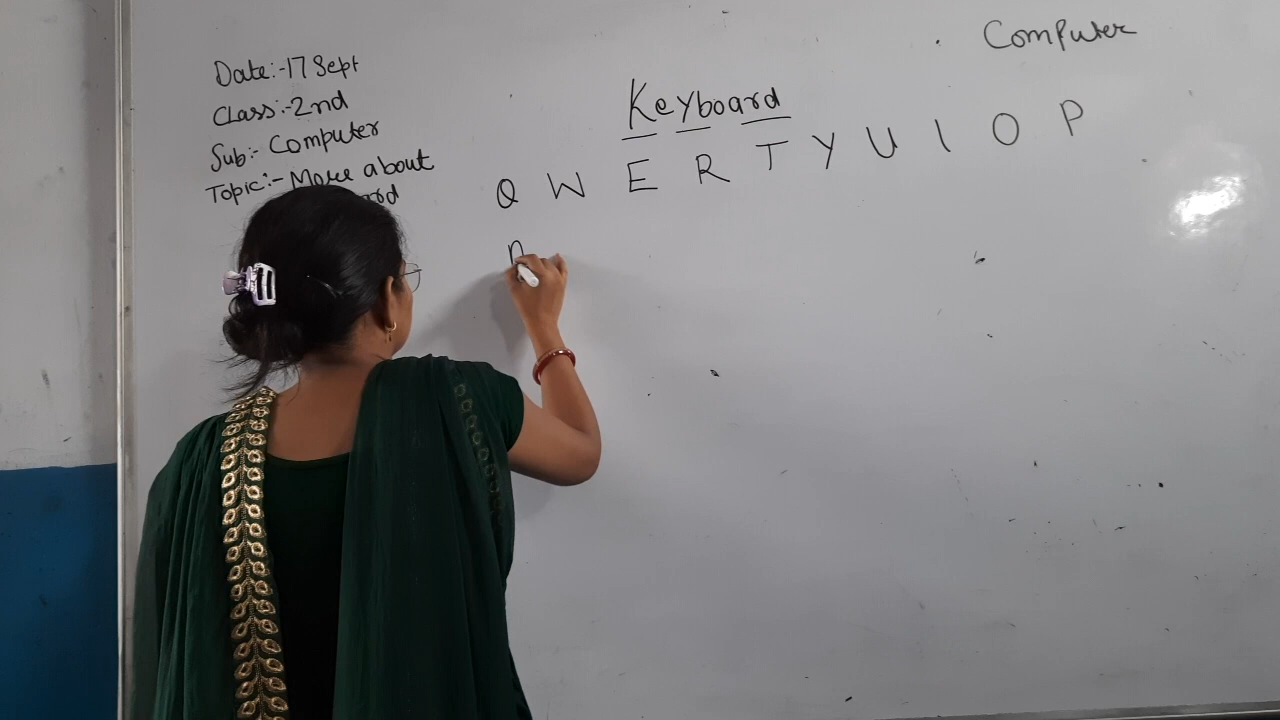 Computer
Date:-17 Sept
Class:-2nd
Sub:- Computer
Topic:- More about
Keyboard
Q W E R T Y U I O P